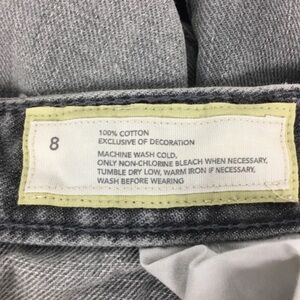 8
100% COTTON
EXCLUSIVE OF DECORATION
MACHINE WASH COLD,
ONLY NON-CHLORINE BLEACH WHEN NECESSARY,
TUMBLE DRY LOW, WARM IRON IF NECESSARY,
WASH BEFORE WEARING